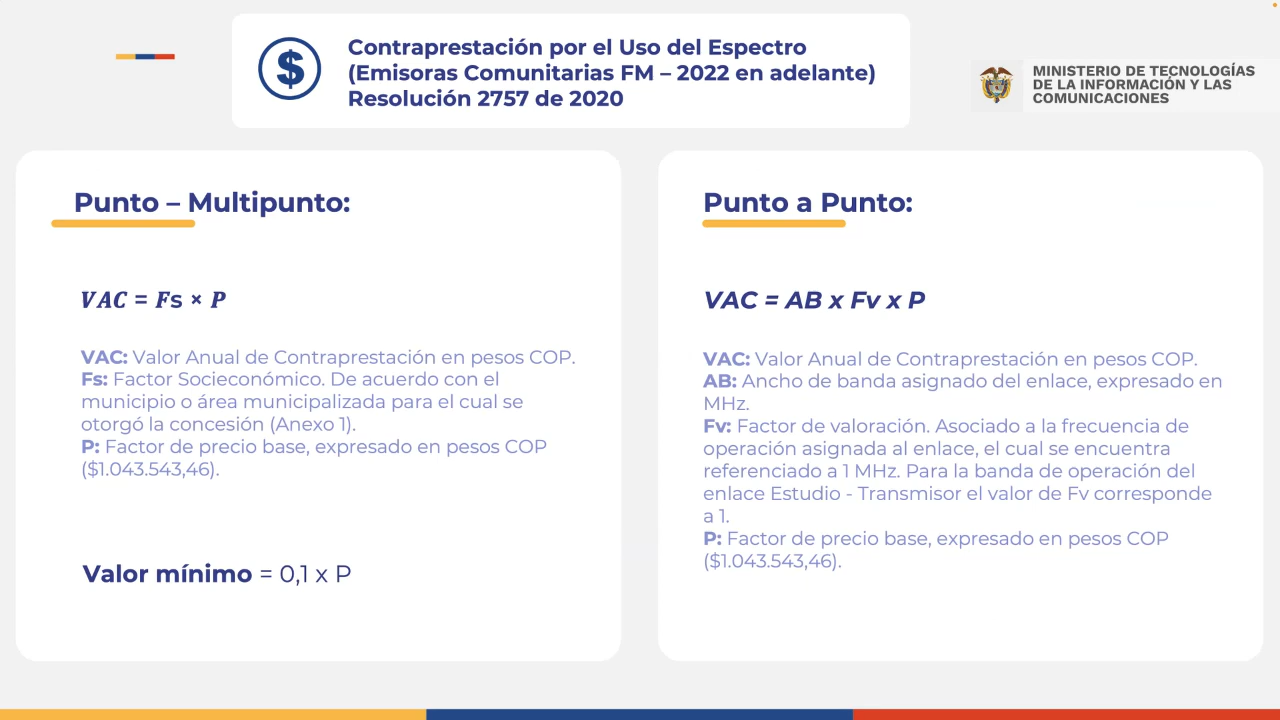 $
Contraprestación por el Uso del Espectro
(Emisoras Comunitarias FM – 2022 en adelante)
Resolución 2757 de 2020
MINISTERIO DE TECNOLOGÍAS
DE LA INFORMACIÓN Y LAS
COMUNICACIONES
Punto – Multipunto:
VAC = Fs × P
VAC: Valor Anual de Contraprestación en pesos COP.
Fs: Factor Socieconómico. De acuerdo con el
municipio o área municipalizada para el cual se
otorgó la concesión (Anexo 1).
P: Factor de precio base, expresado en pesos COP
($1.043.543,46).
Valor mínimo = 0,1 x P
Punto a Punto:
VAC = AB x Fv x P
VAC: Valor Anual de Contraprestación en pesos COP.
AB: Ancho de banda asignado del enlace, expresado en
MHz.
Fv: Factor de valoración. Asociado a la frecuencia de
operación asignada al enlace, el cual se encuentra
referenciado a 1 MHz. Para la banda de operación del
enlace Estudio - Transmisor el valor de Fv corresponde
a 1.
P: Factor de precio base, expresado en pesos COP
($1.043.543,46).